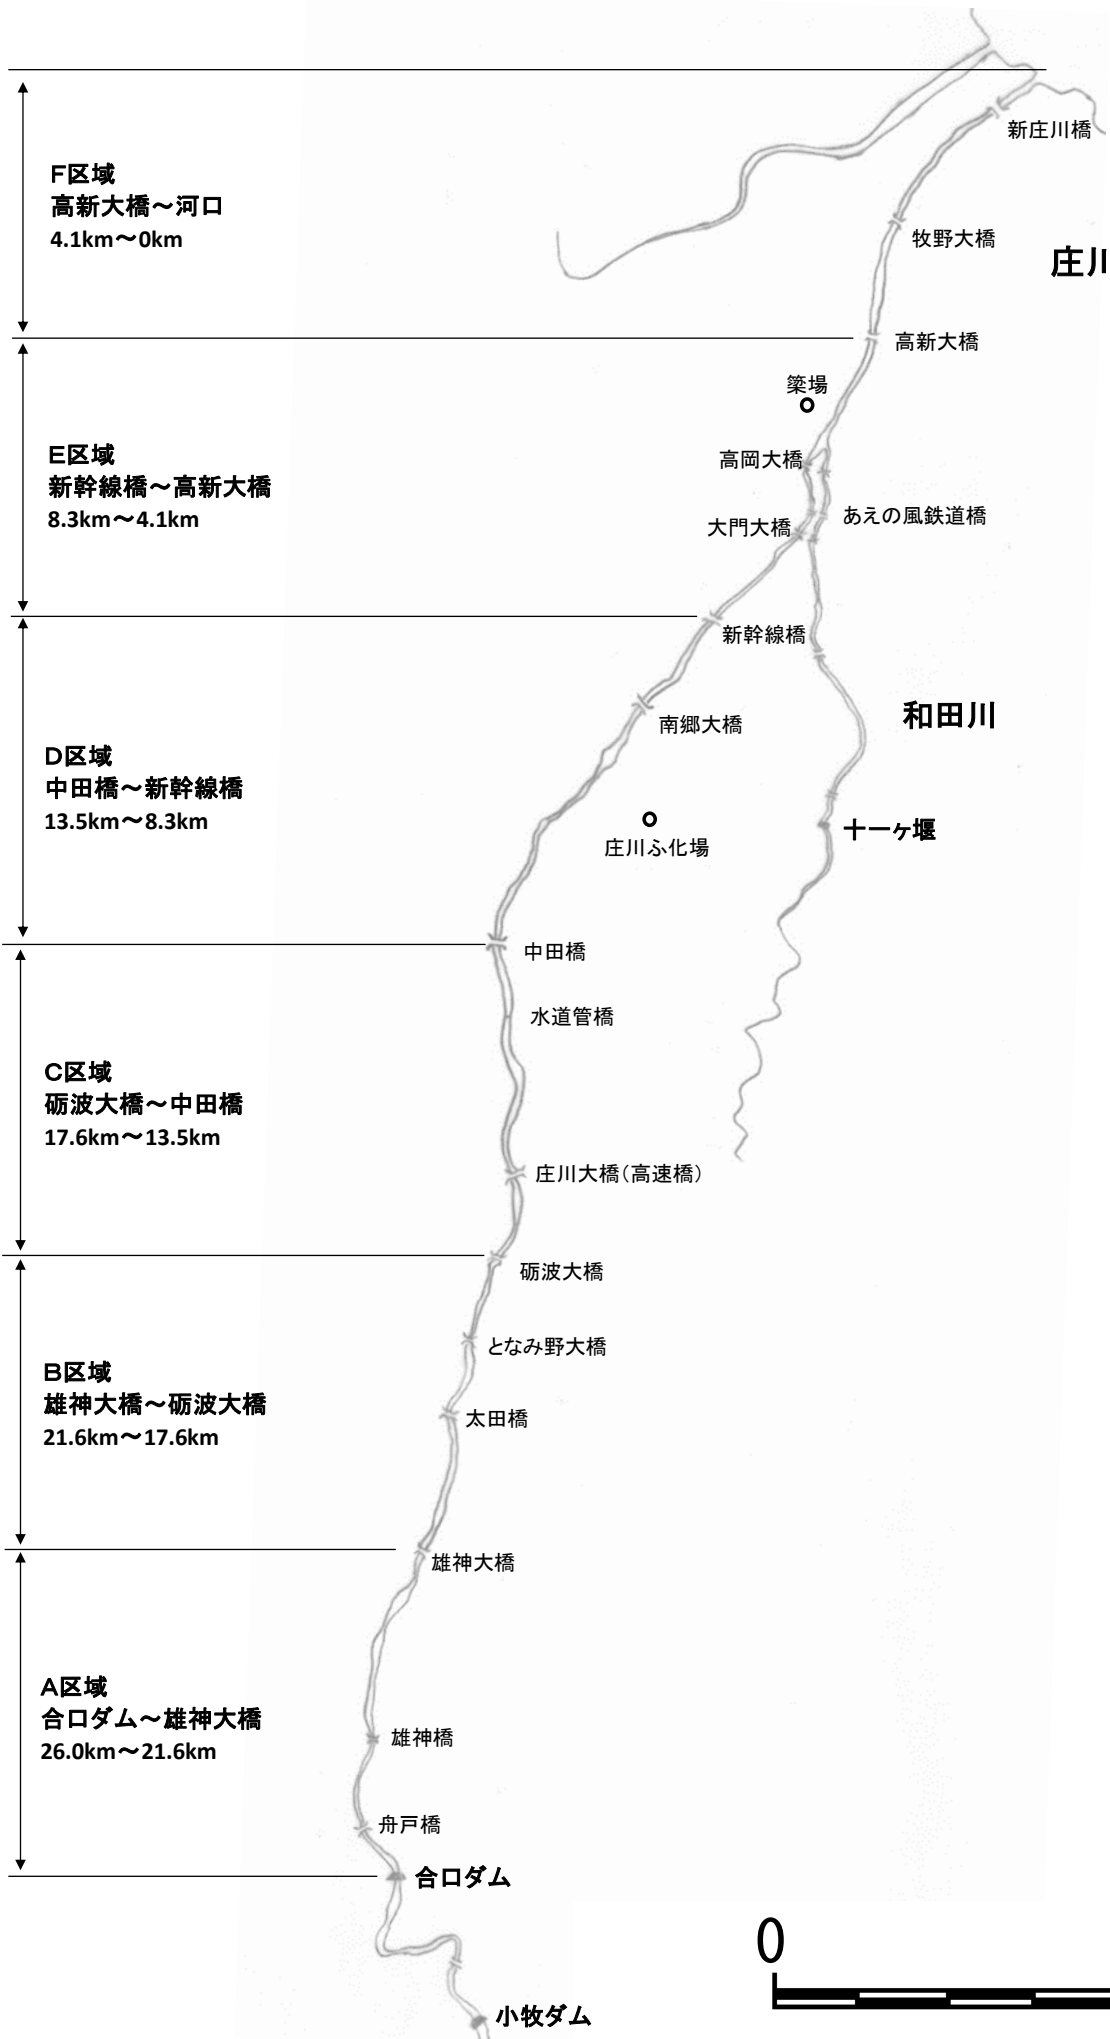 新庄川橋
F区域
高新大橋～河口
4.1km～0km
牧野大橋
庄川
高新大橋
簗場
E区域
新幹線橋～高新大橋
8.3km～4.1km
高岡大橋
あえの風鉄道橋
大門大橋
新幹線橋
和田川
南郷大橋
D区域
中田橋～新幹線橋
13.5km～8.3km
十一ヶ堰
庄川ふ化場
中田橋
水道管橋
C区域
砺波大橋～中田橋
17.6km～13.5km
庄川大橋(高速橋)
砺波大橋
となみ野大橋
B区域
雄神大橋～砺波大橋
21.6km～17.6km
太田橋
雄神大橋
A区域
合口ダム～雄神大橋
26.0km～21.6km
雄神橋
舟戸橋
合口ダム
0
小牧ダム